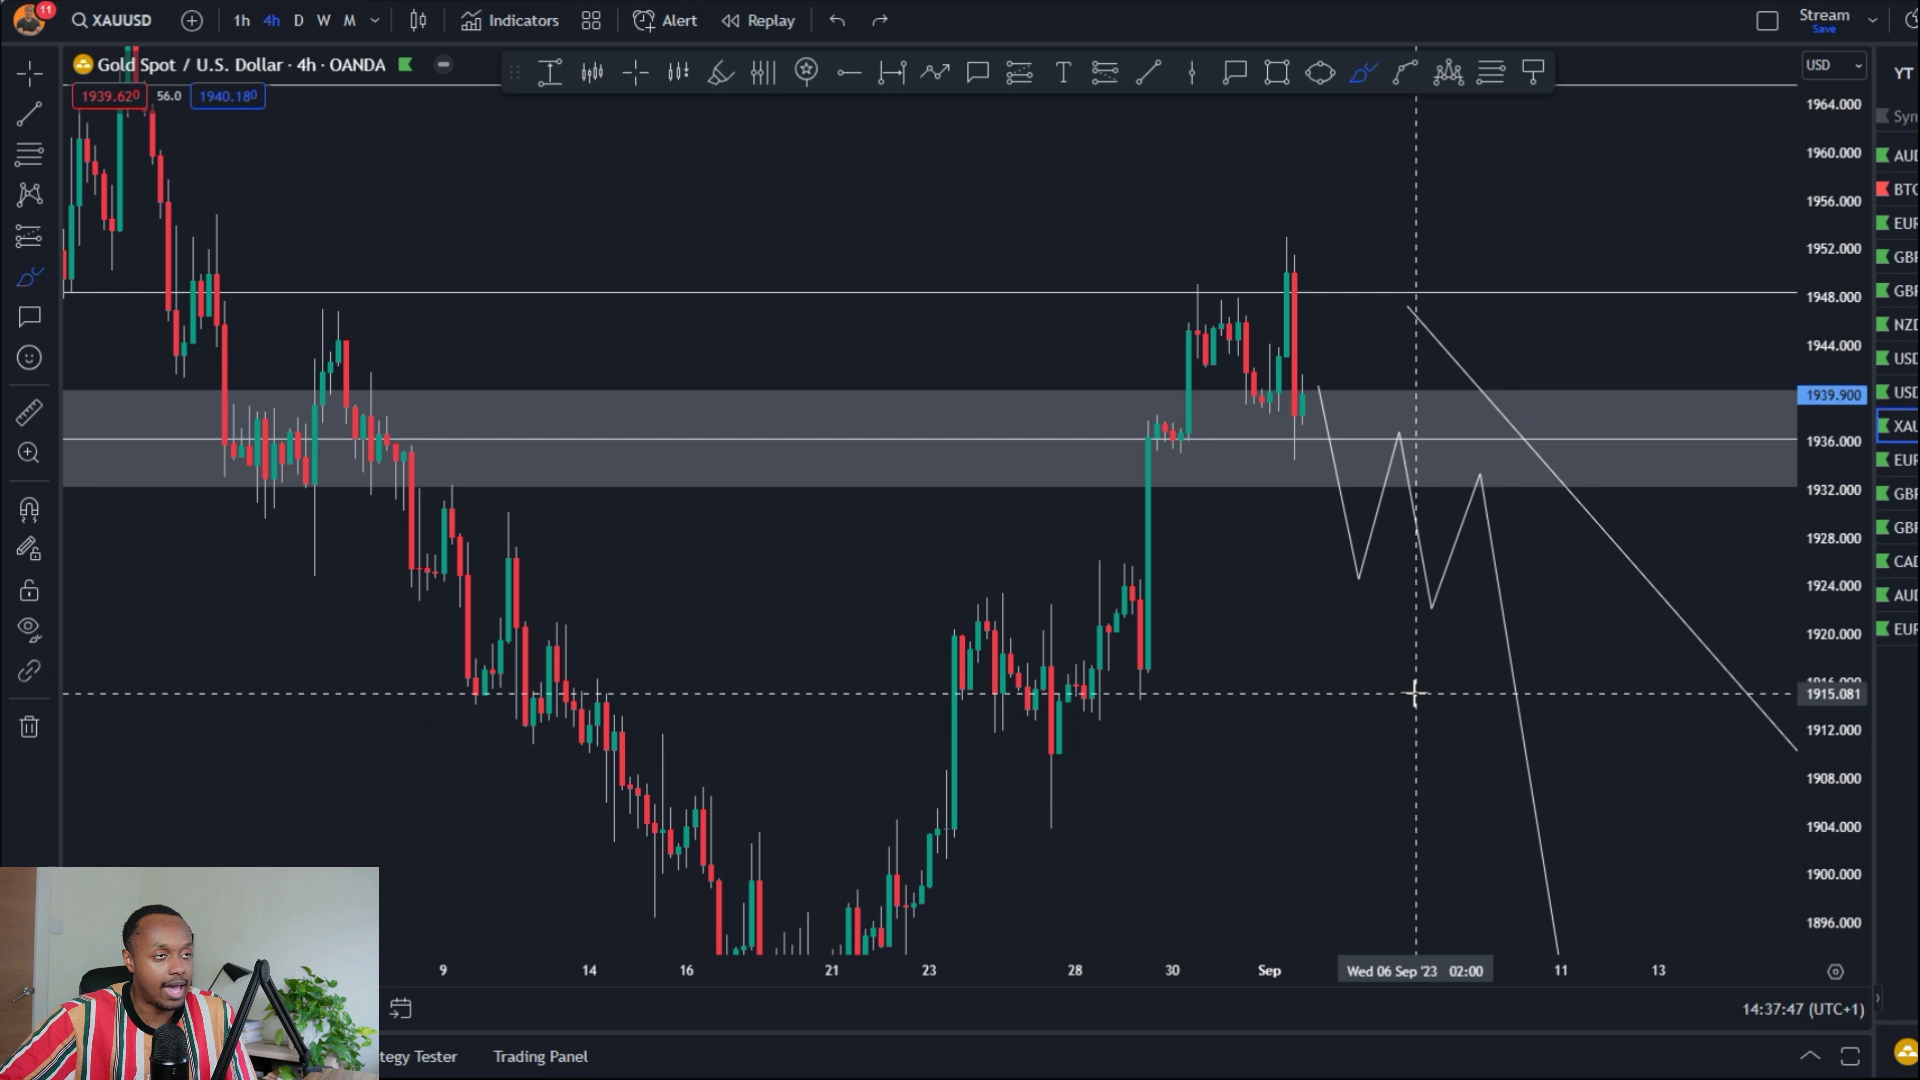 11
XAUUSD
1h 4h D W M
Indicators
Alert
Replay
Stream
Save
Gold Spot / U.S. Dollar · 4h · OANDA
1939.620 56.0 1940.180
USD
YT
1964.000
1960.000
1956.000
1952.000
1948.000
1944.000
1939.900
1936.000
1932.000
1928.000
1924.000
1920.000
1915.081
1912.000
1908.000
1904.000
1900.000
1896.000
Syn
AUD
BTC
EUR
GBP
GBP
NZD
USD
USD
XAU
EUR
GBP
GBP
CAD
AUD
EUR
9 14 16 21 23 28 30 Sep Wed 06 Sep '23 02:00 11 13
14:37:47 (UTC+1)
tegy Tester
Trading Panel